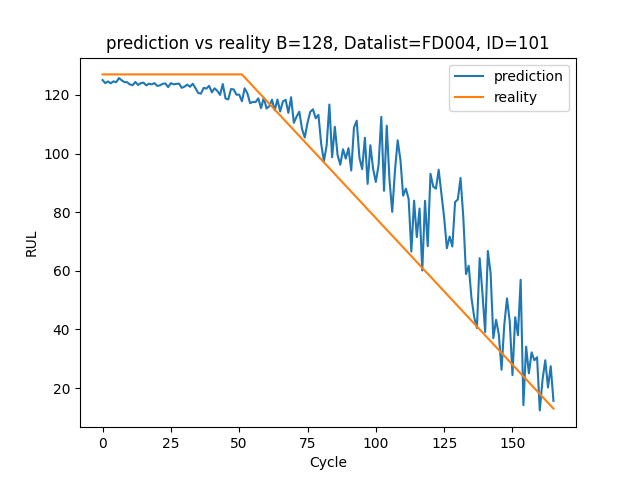 prediction vs reality B=128, Datalist=FD004, ID=101
prediction
reality
120
100
80
60
40
20
RUL
0 25 50 75 100 125 150
Cycle